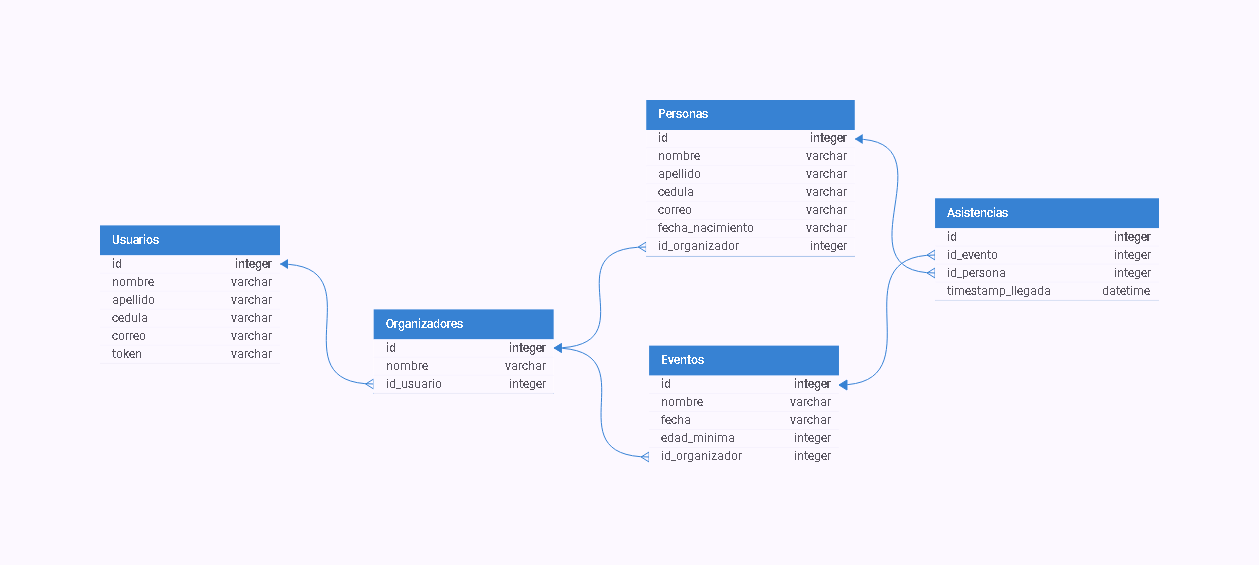 Usuarios
id integer
nombre varchar
apellido varchar
cedula varchar
correo varchar
token varchar
Organizadores
id integer
nombre varchar
id_usuario integer
Personas
id integer
nombre varchar
apellido varchar
cedula varchar
correo varchar
fecha_nacimiento varchar
id_organizador integer
Eventos
id integer
nombre varchar
fecha varchar
edad_minima integer
id_organizador integer
Asistencias
id integer
id_evento integer
id_persona integer
timestamp_llegada datetime